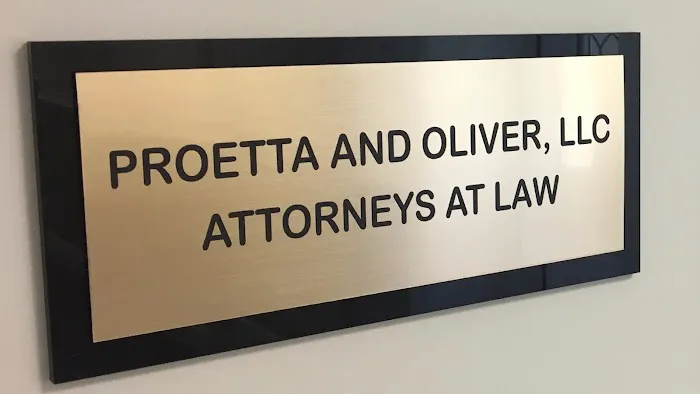 PROETTA AND OLIVER, LLC
ATTORNEYS AT LAW